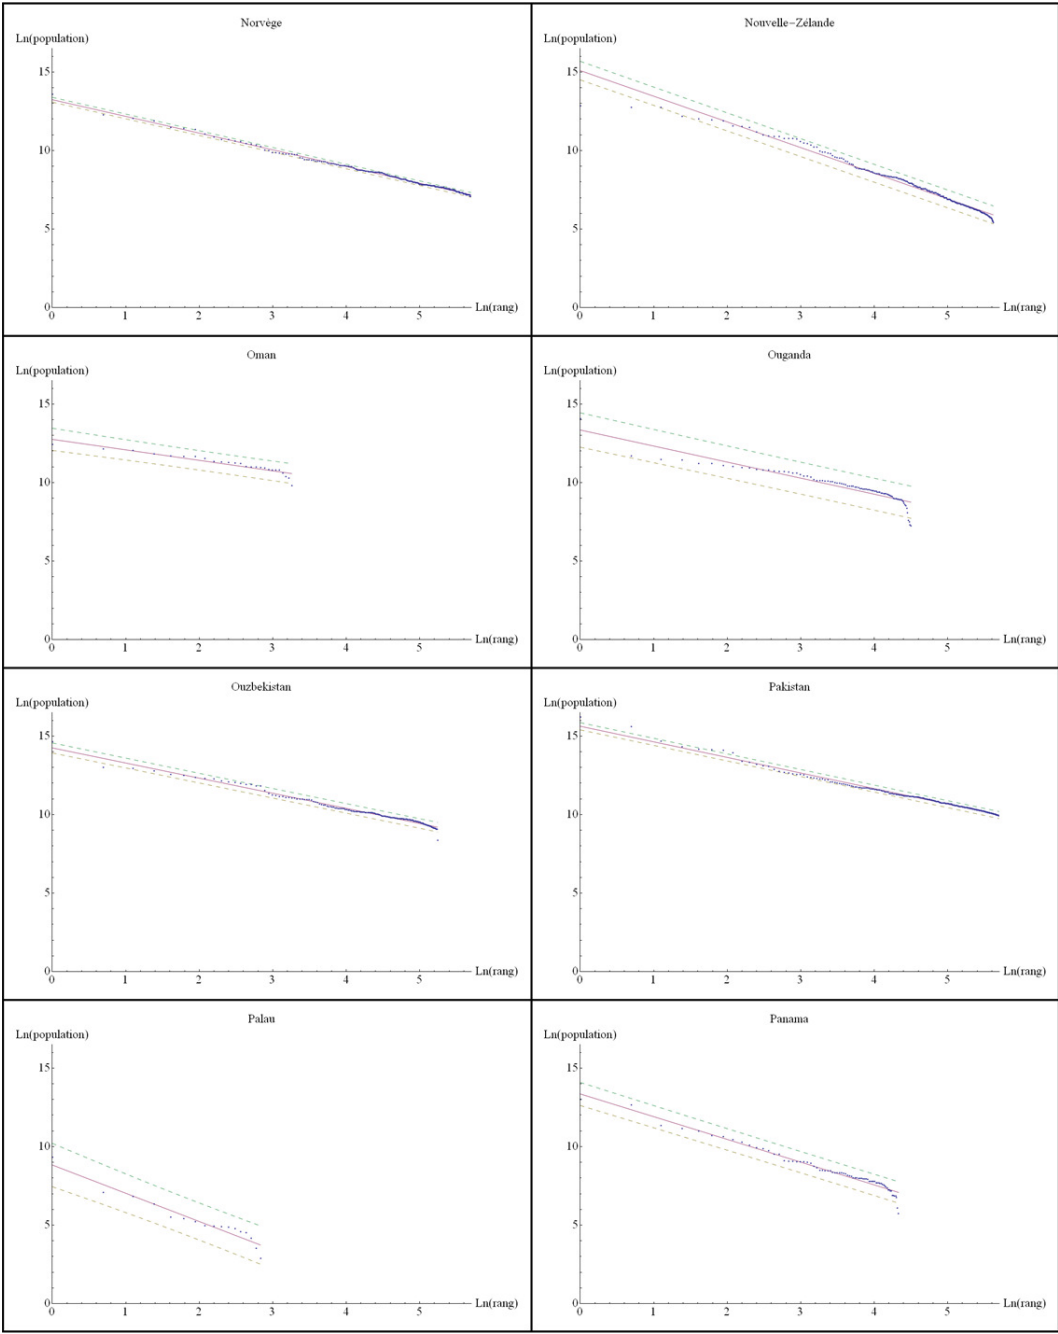 Norvège
Ln(population)
15
10
5
0
0 1 2 3 4 5
Ln(rang)
Nouvelle−Zélande
Ln(population)
15
10
5
0
0 1 2 3 4 5
Ln(rang)
Oman
Ln(population)
15
10
5
0
0 1 2 3 4 5
Ln(rang)
Ouganda
Ln(population)
15
10
5
0
0 1 2 3 4 5
Ln(rang)
Ouzbekistan
Ln(population)
15
10
5
0
0 1 2 3 4 5
Ln(rang)
Pakistan
Ln(population)
15
10
5
0
0 1 2 3 4 5
Ln(rang)
Palau
Ln(population)
15
10
5
0
0 1 2 3 4 5
Ln(rang)
Panama
Ln(population)
15
10
5
0
0 1 2 3 4 5
Ln(rang)